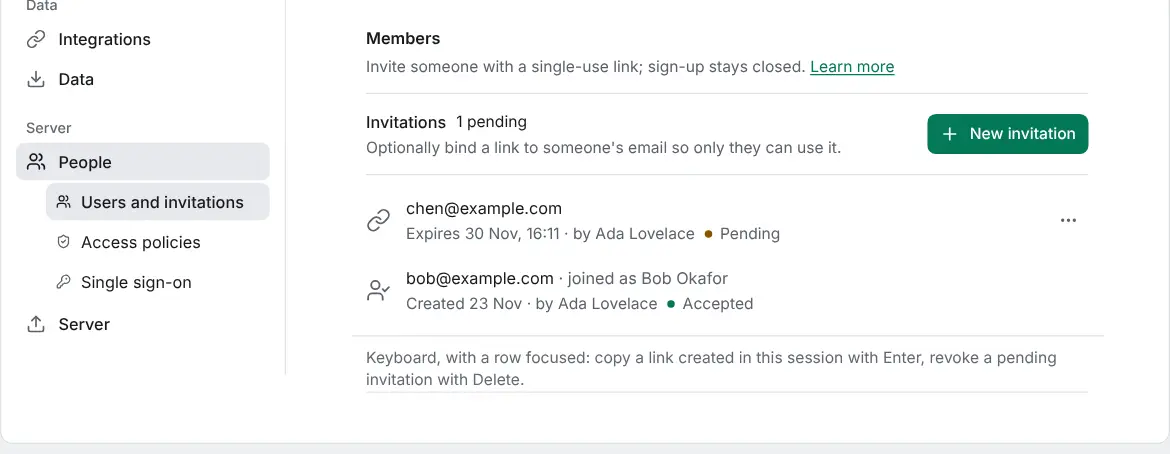 Data
Integrations
Data
Server
People
Users and invitations
Access policies
Single sign-on
Server
Members
Invite someone with a single-use link; sign-up stays closed. Learn more
Invitations 1 pending
Optionally bind a link to someone's email so only they can use it.
New invitation
chen@example.com
Expires 30 Nov, 16:11 · by Ada Lovelace Pending
bob@example.com · joined as Bob Okafor
Created 23 Nov · by Ada Lovelace Accepted
Keyboard, with a row focused: copy a link created in this session with Enter, revoke a pending
invitation with Delete.